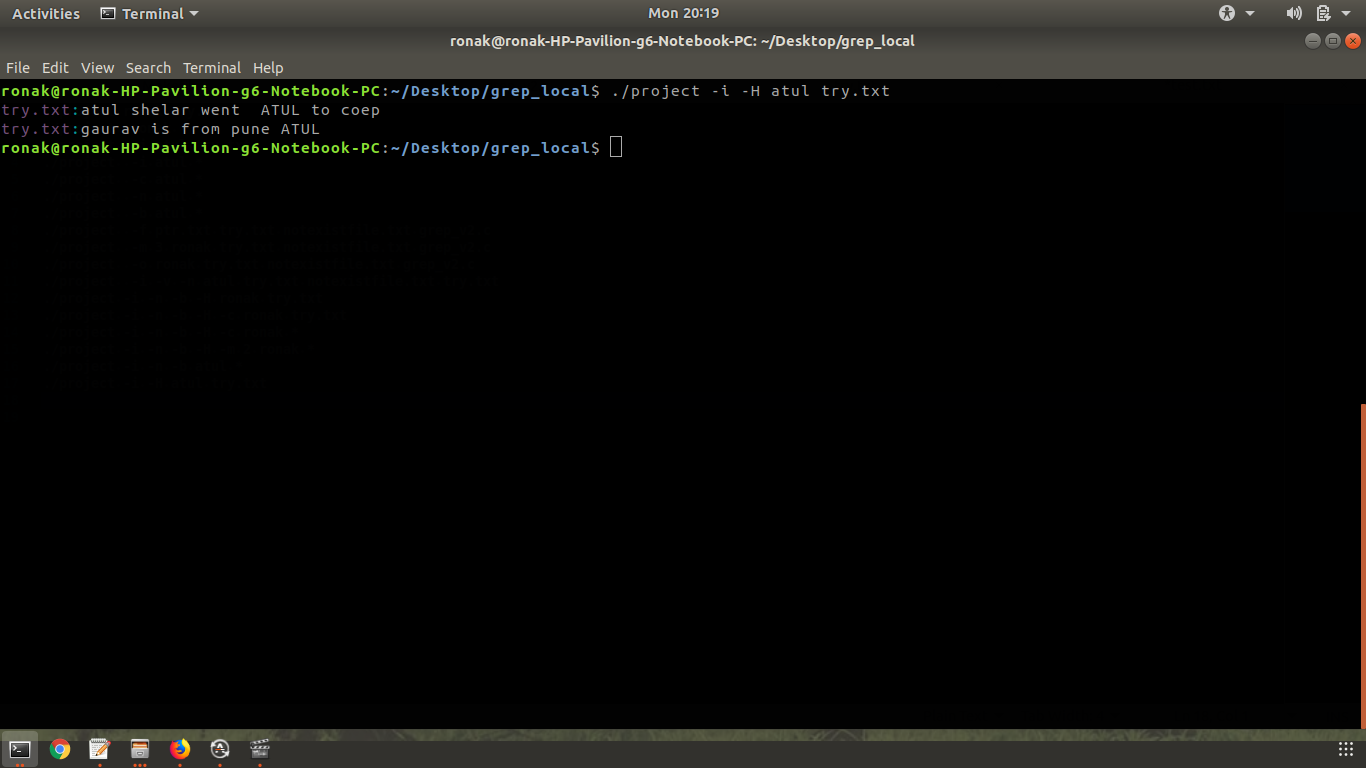 Activities Terminal Mon 20:19
ronak@ronak-HP-Pavilion-g6-Notebook-PC: ~/Desktop/grep_local
File Edit View Search Terminal Help
ronak@ronak-HP-Pavilion-g6-Notebook-PC:~/Desktop/grep_local$ ./project -i -H atul try.txt
try.txt:atul shelar went  ATUL to coep
try.txt:gaurav is from pune ATUL
ronak@ronak-HP-Pavilion-g6-Notebook-PC:~/Desktop/grep_local$